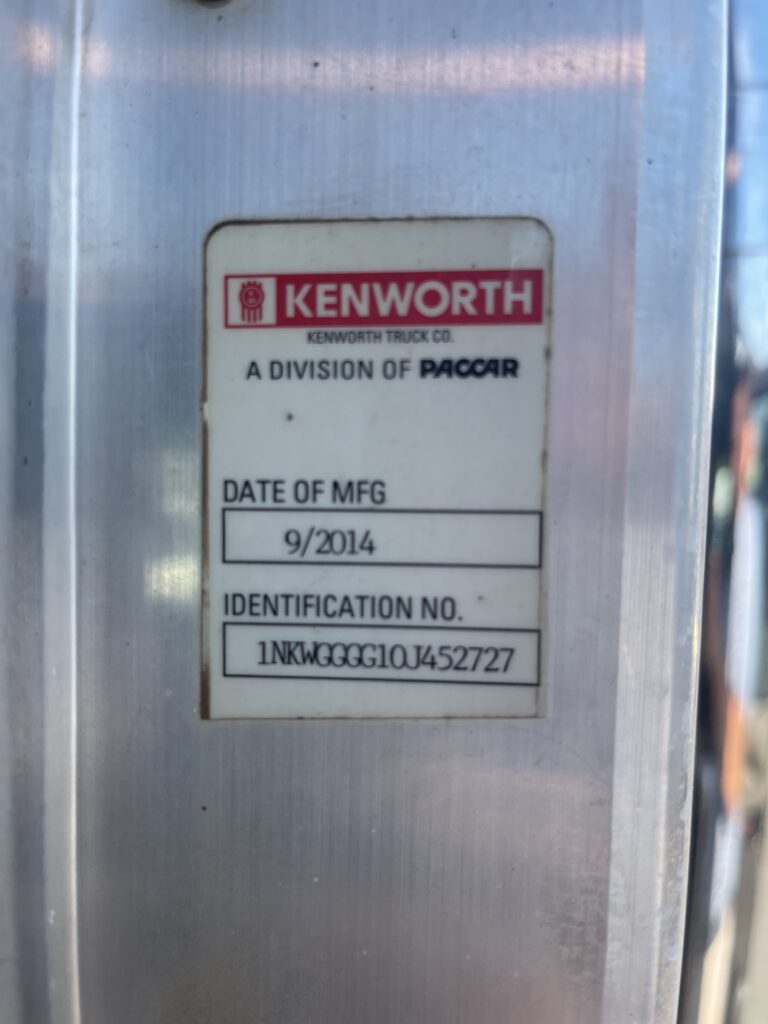 KENWORTH
KENWORTH TRUCK CO.
A DIVISION OF PACCAR
DATE OF MFG
9/2014
IDENTIFICATION NO.
1NKWGGGG10J452727